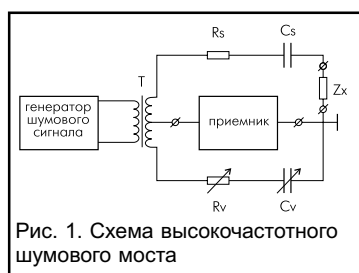 Rs
Cs
T
Zx
генератор
шумового
сигнала
приемник
Rv
Cv
Рис. 1. Схема высокочастотного
шумового моста